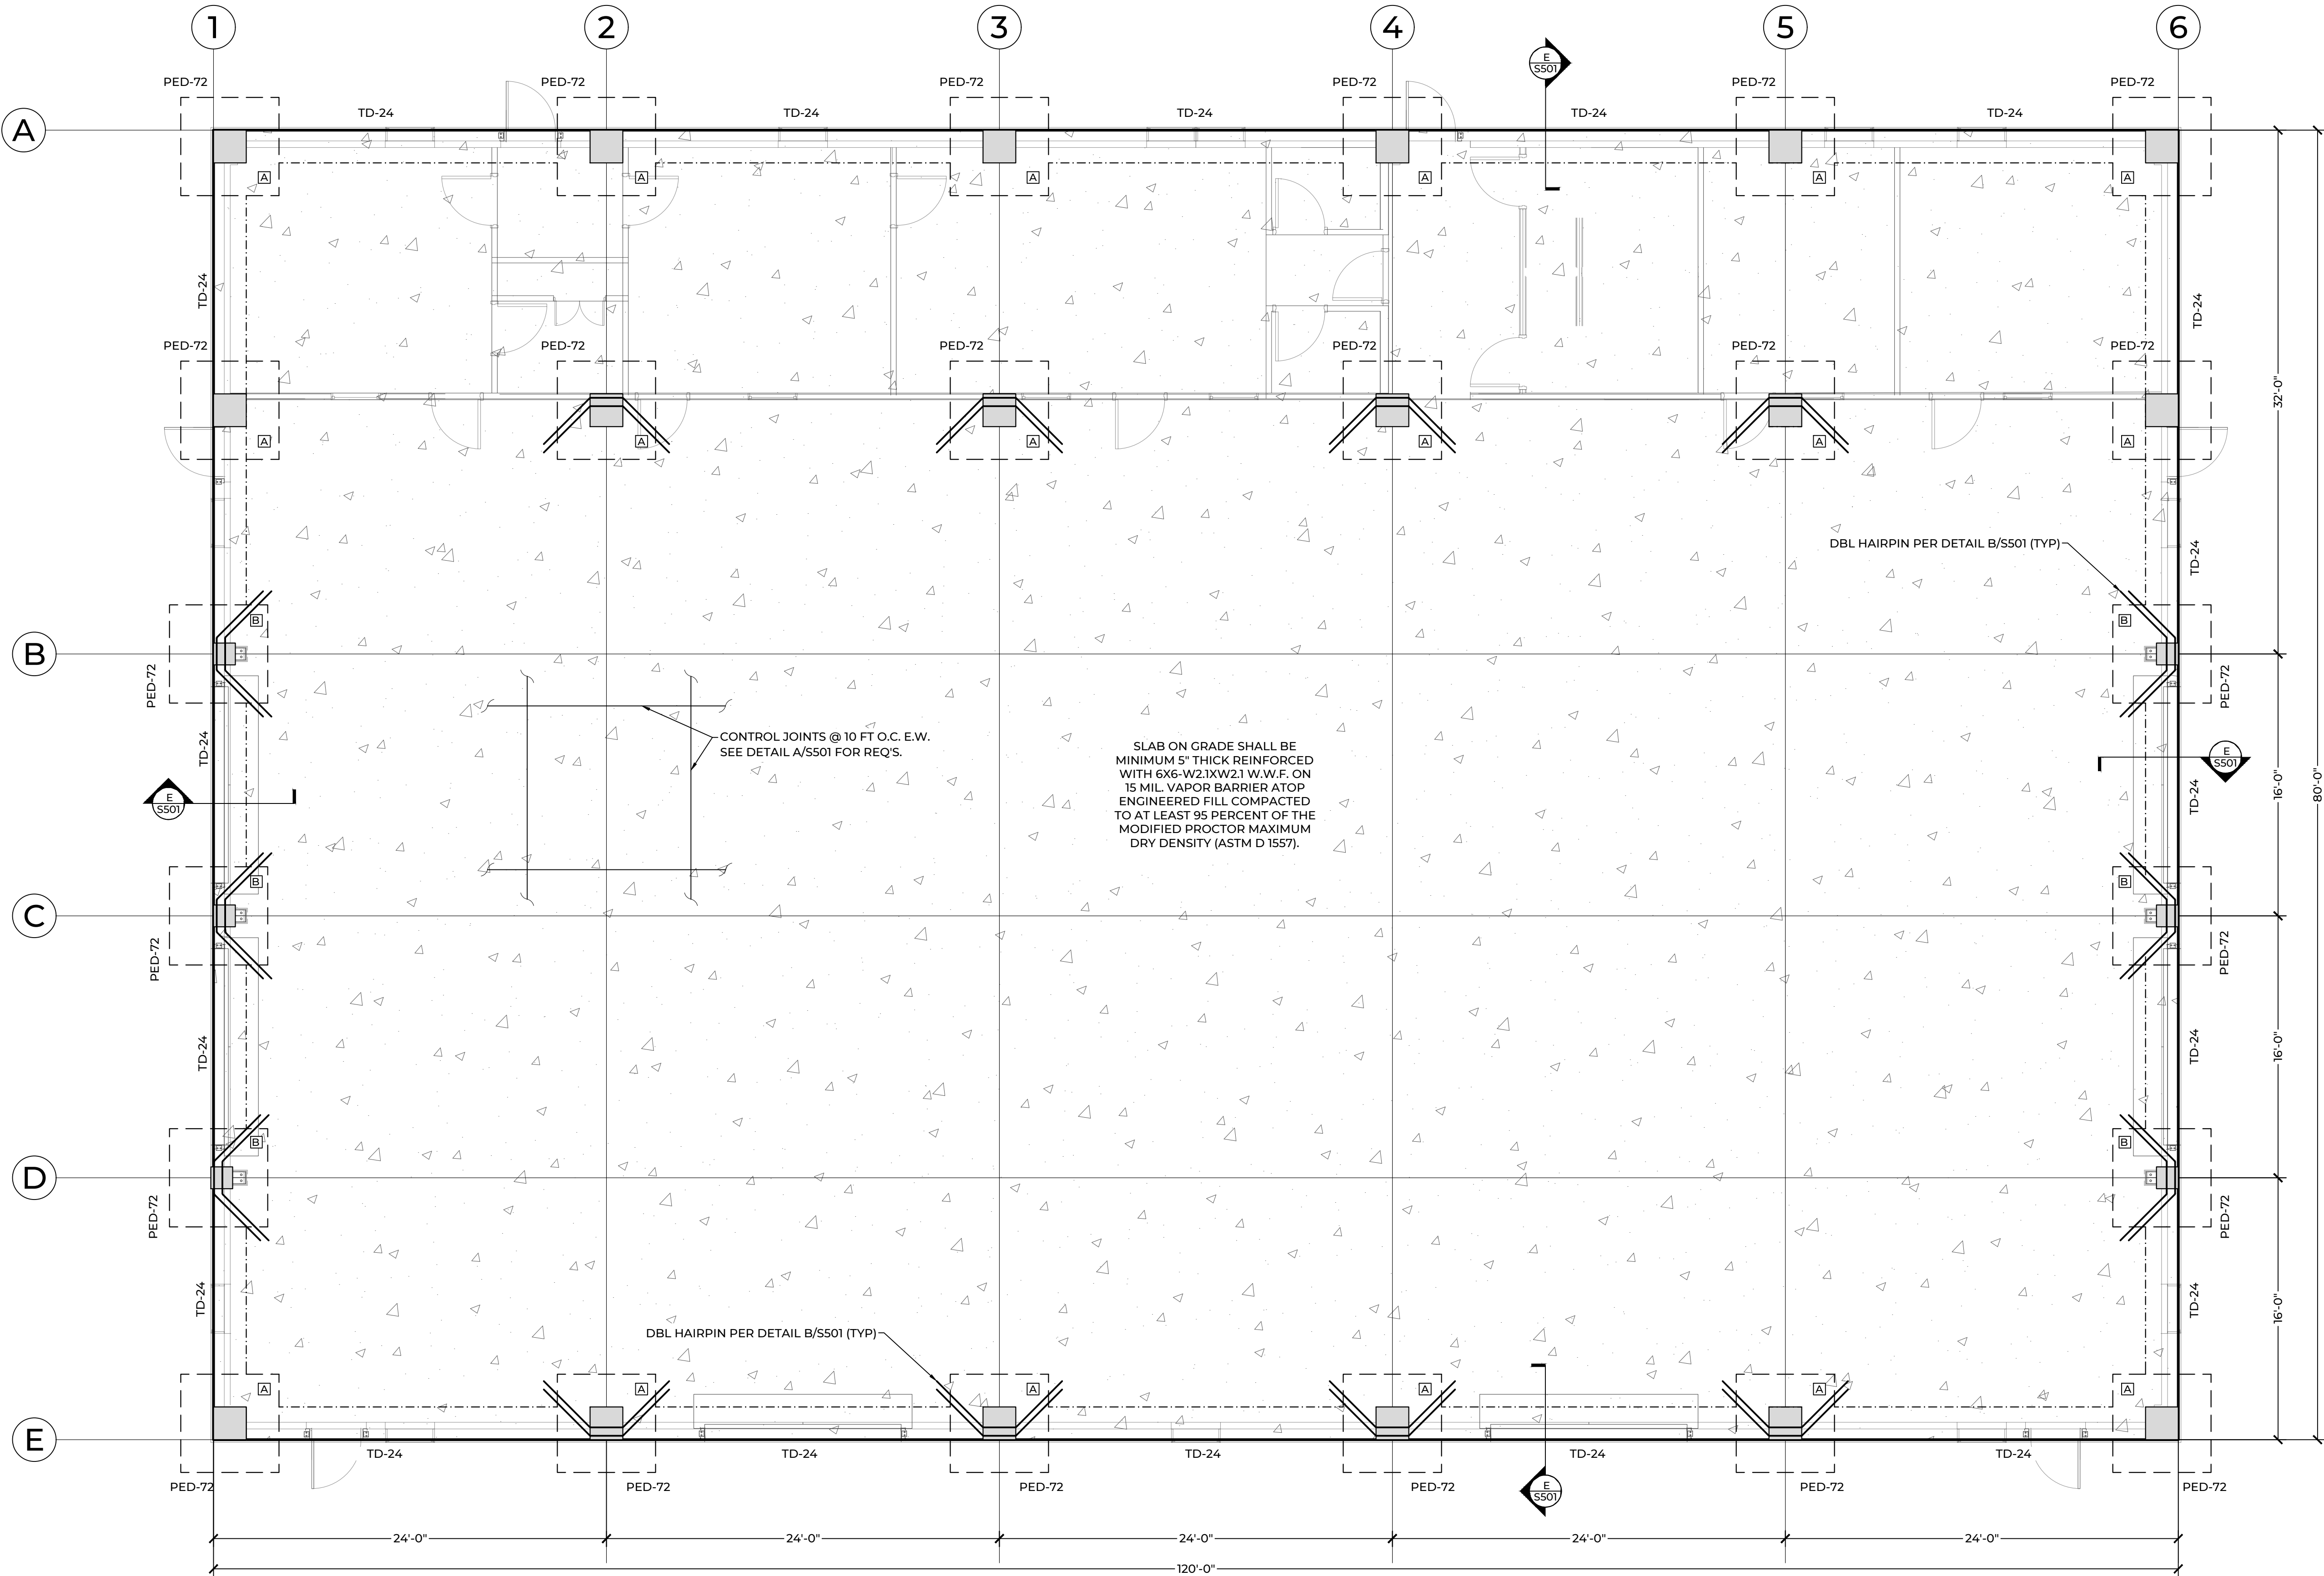 1
2
3
4
5
6
E
S501
PED-72
PED-72
PED-72
PED-72
PED-72
PED-72
TD-24
TD-24
TD-24
TD-24
TD-24
A
A
A
A
A
A
A
TD-24
TD-24
PED-72
PED-72
PED-72
PED-72
PED-72
PED-72
32'-0"
A
A
A
A
A
A
DBL HAIRPIN PER DETAIL B/S501 (TYP)
TD-24
B
B
B
PED-72
PED-72
TD-24
CONTROL JOINTS @ 10 FT O.C. E.W.
SEE DETAIL A/S501 FOR REQ'S.
SLAB ON GRADE SHALL BE
MINIMUM 5" THICK REINFORCED
WITH 6X6-W2.1XW2.1 W.W.F. ON
15 MIL. VAPOR BARRIER ATOP
ENGINEERED FILL COMPACTED
TO AT LEAST 95 PERCENT OF THE
MODIFIED PROCTOR MAXIMUM
DRY DENSITY (ASTM D 1557).
E
S501
E
S501
TD-24
16'-0"
80'-0"
B
B
C
PED-72
PED-72
TD-24
TD-24
16'-0"
B
B
D
PED-72
PED-72
TD-24
TD-24
16'-0"
DBL HAIRPIN PER DETAIL B/S501 (TYP)
A
A
A
A
A
A
E
TD-24
TD-24
TD-24
TD-24
TD-24
PED-72
PED-72
PED-72
PED-72
PED-72
PED-72
E
S501
24'-0"
24'-0"
24'-0"
24'-0"
24'-0"
120'-0"